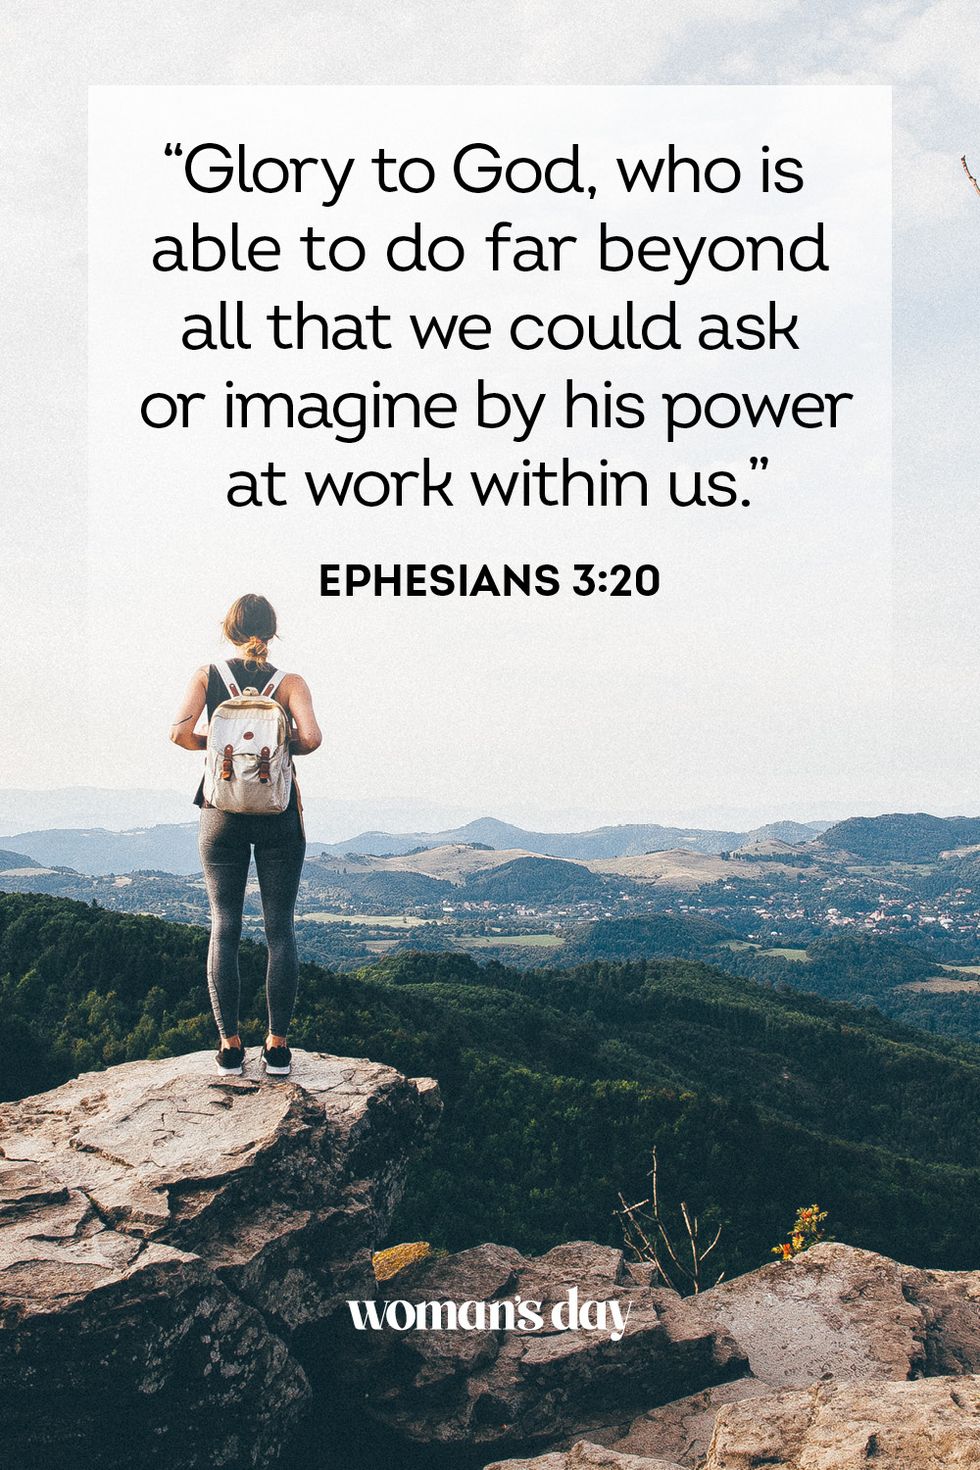 “Glory to God, who is
able to do far beyond
all that we could ask
or imagine by his power
at work within us.”
EPHESIANS 3:20
woman's day